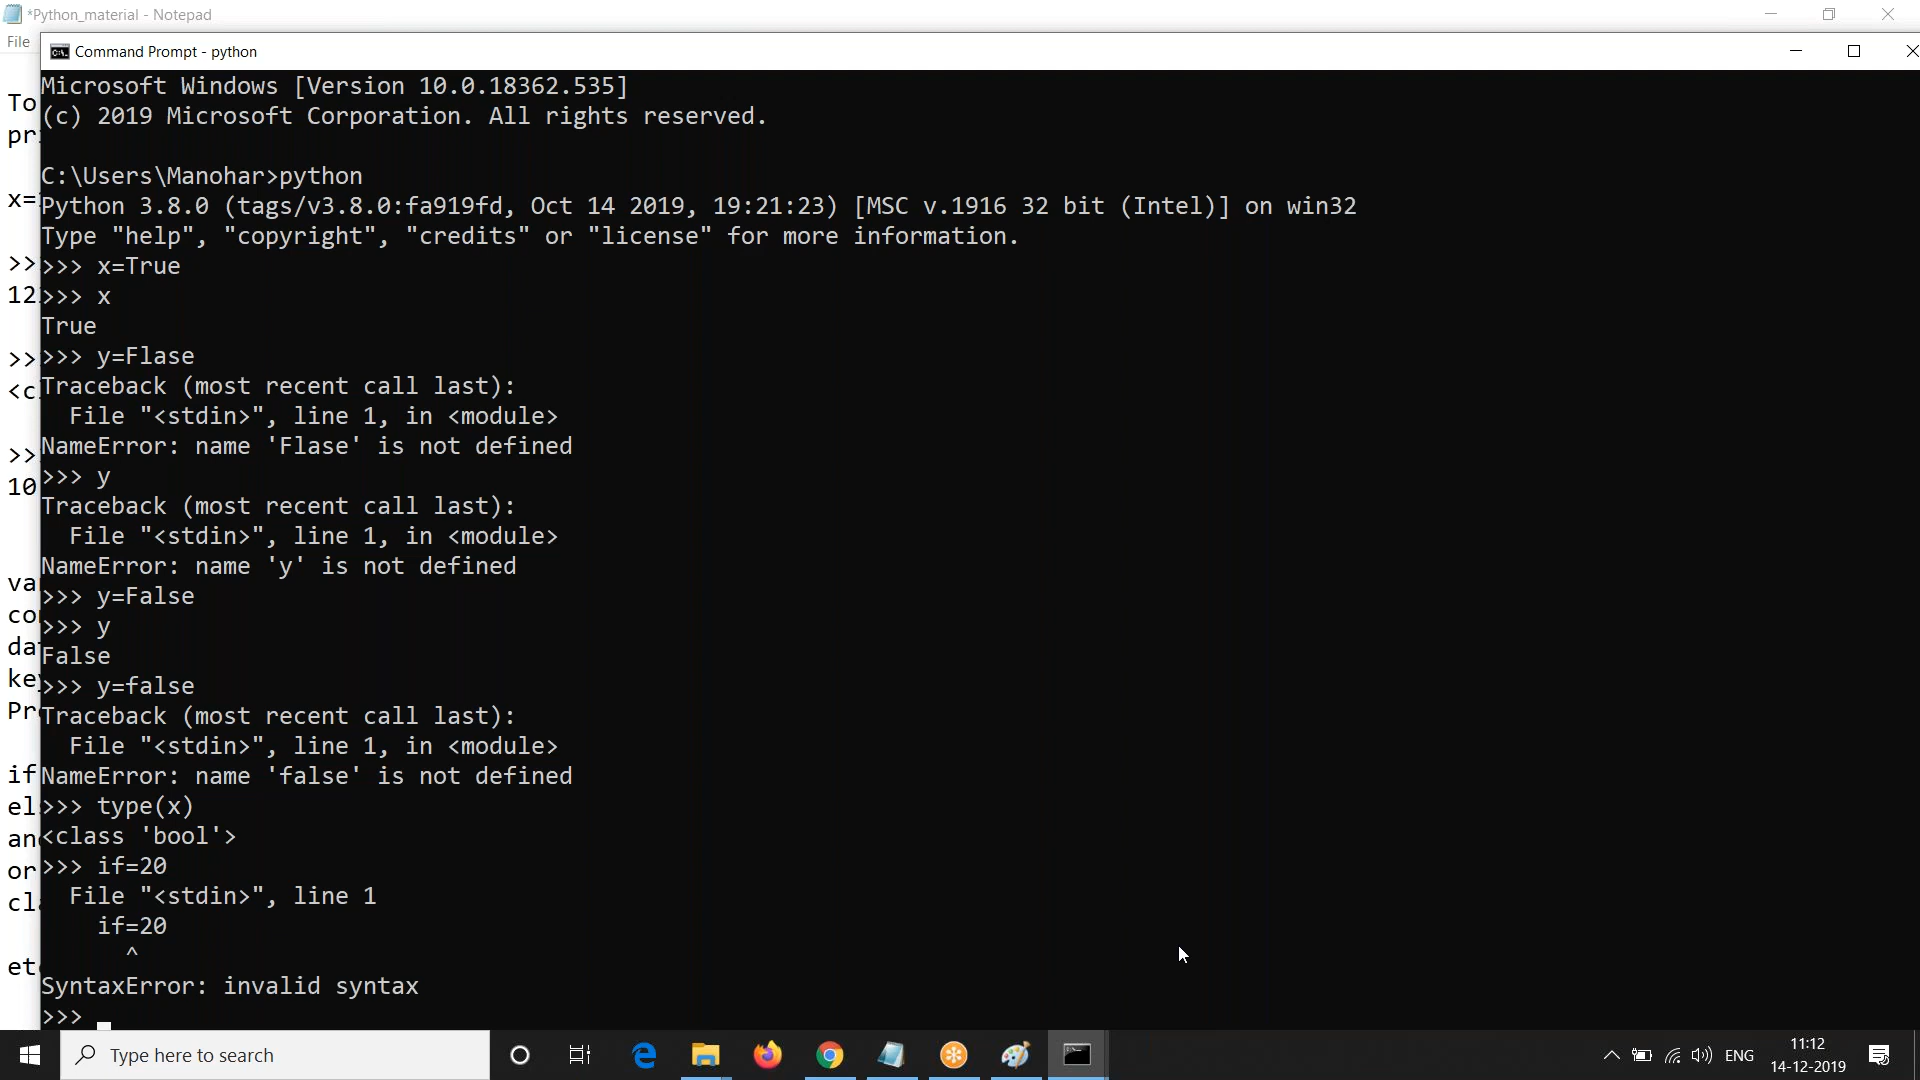 *Python_material - Notepad
File
Command Prompt - python
Microsoft Windows [Version 10.0.18362.535]
(c) 2019 Microsoft Corporation. All rights reserved.
To
C:\Users\Manohar>python
x=
Python 3.8.0 (tags/v3.8.0:fa919fd, Oct 14 2019, 19:21:23) [MSC v.1916 32 bit (Intel)] on win32
Type "help", "copyright", "credits" or "license" for more information.
>>
>>> x=True
12
>>> x
True
>>
>>> y=Flase
Traceback (most recent call last):
<c
File "<stdin>", line 1, in <module>
NameError: name 'Flase' is not defined
>>
>>> y
10
Traceback (most recent call last):
File "<stdin>", line 1, in <module>
NameError: name 'y' is not defined
>>> y=False
>>> y
False
>>> y=false
Traceback (most recent call last):
File "<stdin>", line 1, in <module>
NameError: name 'false' is not defined
if
>>> type(x)
<class 'bool'>
>>> if=20
or
File "<stdin>", line 1
if=20
^
SyntaxError: invalid syntax
>>>
Type here to search
ENG
11:12
14-12-2019